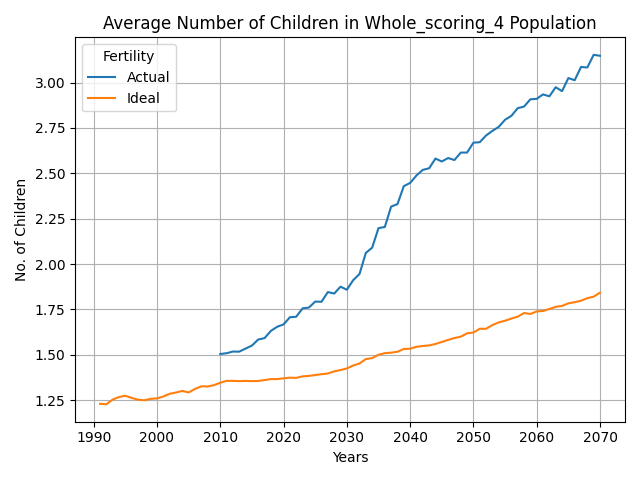 Average Number of Children in Whole_scoring_4 Population
Fertility
Actual
Ideal
No. of Children
3.00
2.75
2.50
2.25
2.00
1.75
1.50
1.25
1990 2000 2010 2020 2030 2040 2050 2060 2070
Years